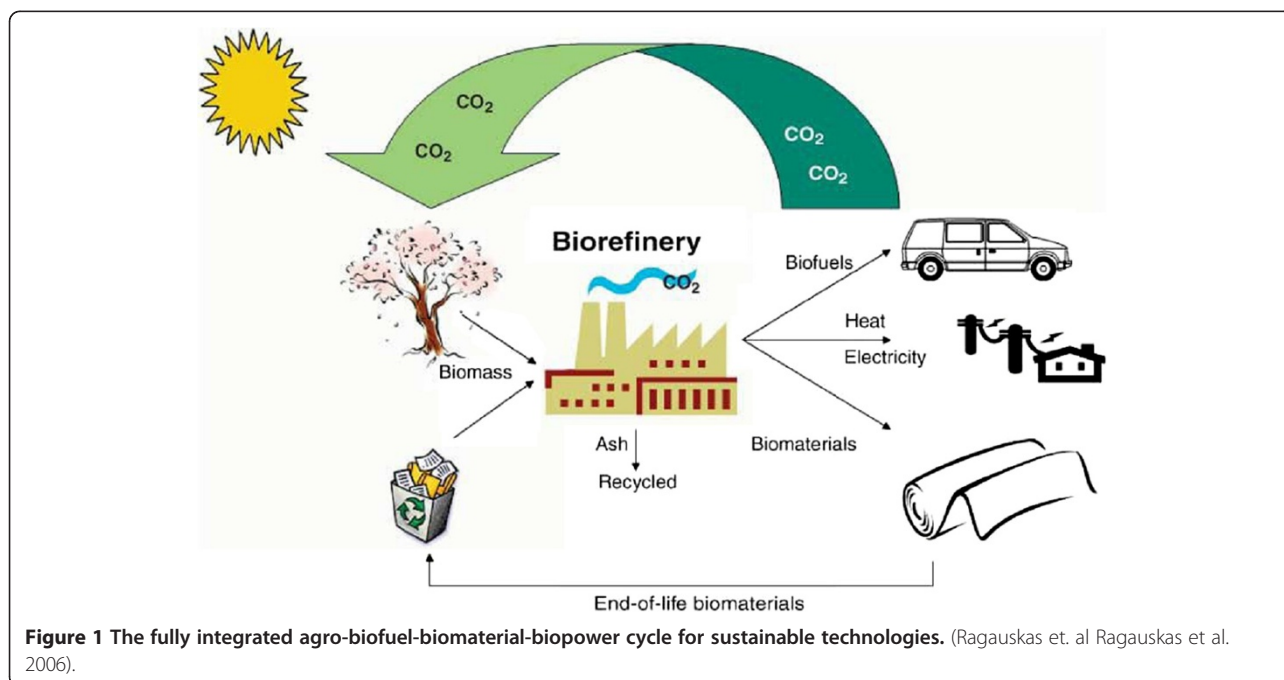 CO2
CO2
CO2
CO2
Biorefinery
CO2
Biofuels
Heat
Electricity
Biomass
Ash
Recycled
Biomaterials
End-of-life biomaterials
Figure 1 The fully integrated agro-biofuel-biomaterial-biopower cycle for sustainable technologies. (Ragauskas et. al Ragauskas et al.
2006).